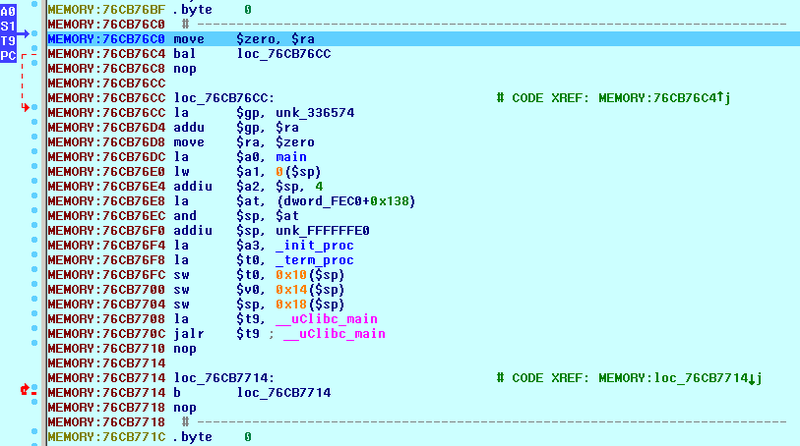 MEMORY:76CB76BF .byte 0
MEMORY:76CB76C0 # ---------------------------------------------------------------------------
A0
S1
T9
PC
MEMORY:76CB76C0 move $zero, $ra
MEMORY:76CB76C4 bal loc_76CB76CC
MEMORY:76CB76C8 nop
MEMORY:76CB76CC
MEMORY:76CB76CC loc_76CB76CC: # CODE XREF: MEMORY:76CB76C4↑j
MEMORY:76CB76CC la $gp, unk_336574
MEMORY:76CB76D4 addu $gp, $ra
MEMORY:76CB76D8 move $ra, $zero
MEMORY:76CB76DC la $a0, main
MEMORY:76CB76E0 lw $a1, 0($sp)
MEMORY:76CB76E4 addiu $a2, $sp, 4
MEMORY:76CB76E8 la $at, (dword_FEC0+0x138)
MEMORY:76CB76EC and $sp, $at
MEMORY:76CB76F0 addiu $sp, unk_FFFFFFE0
MEMORY:76CB76F4 la $a3, _init_proc
MEMORY:76CB76F8 la $t0, _term_proc
MEMORY:76CB76FC sw $t0, 0x10($sp)
MEMORY:76CB7700 sw $v0, 0x14($sp)
MEMORY:76CB7704 sw $sp, 0x18($sp)
MEMORY:76CB7708 la $t9, __uClibc_main
MEMORY:76CB770C jalr $t9 ; __uClibc_main
MEMORY:76CB7710 nop
MEMORY:76CB7714
MEMORY:76CB7714 loc_76CB7714: # CODE XREF: MEMORY:loc_76CB7714↓j
MEMORY:76CB7714 b loc_76CB7714
MEMORY:76CB7718 nop
MEMORY:76CB7718 # ---------------------------------------------------------------------------
MEMORY:76CB771C .byte 0